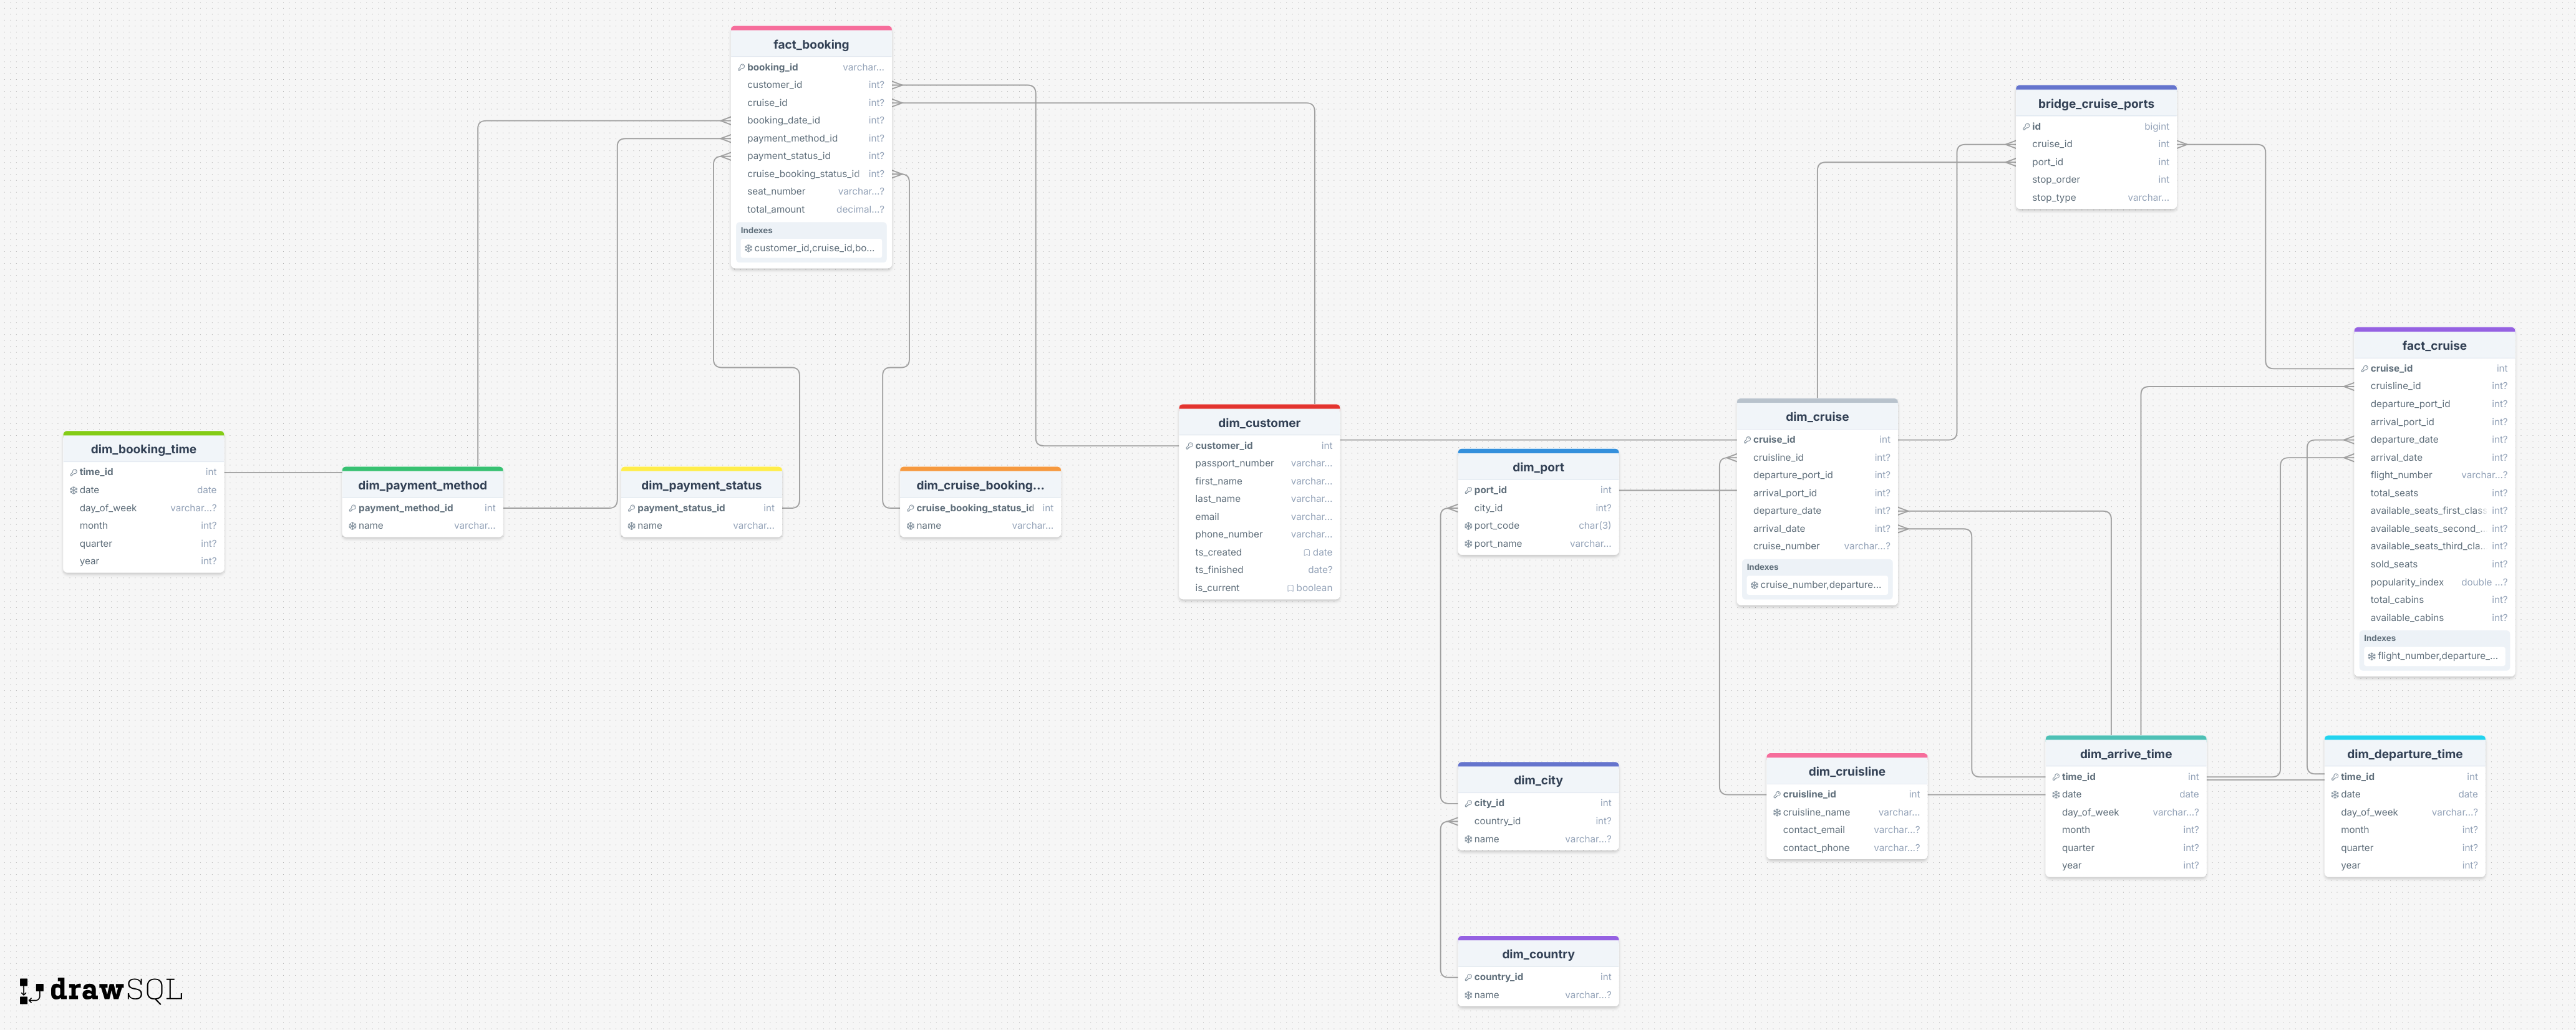 fact_booking
booking_id varchar...
customer_id int?
cruise_id int?
booking_date_id int?
payment_method_id int?
payment_status_id int?
cruise_booking_status_id int?
seat_number varchar...?
total_amount decimal...?
Indexes
customer_id,cruise_id,bo...
bridge_cruise_ports
id bigint
cruise_id int
port_id int
stop_order int
stop_type varchar...
fact_cruise
cruise_id int
cruisline_id int?
departure_port_id int?
arrival_port_id int?
departure_date int?
arrival_date int?
flight_number varchar...?
total_seats int?
available_seats_first_clas int?
available_seats_second_... int?
available_seats_third_cla... int?
sold_seats int?
popularity_index double ...?
total_cabins int?
available_cabins int?
Indexes
flight_number,departure_...
dim_booking_time
time_id int
date date
day_of_week varchar...?
month int?
quarter int?
year int?
dim_payment_method
payment_method_id int
name varchar...
dim_payment_status
payment_status_id int
name varchar...
dim_cruise_booking...
cruise_booking_status_id int
name varchar...
dim_customer
customer_id int
passport_number varchar...
first_name varchar...
last_name varchar...
email varchar...
phone_number varchar...
ts_created date
ts_finished date?
is_current boolean
dim_port
port_id int
city_id int?
port_code char(3)
port_name varchar...
dim_cruise
cruise_id int
cruisline_id int?
departure_port_id int?
arrival_port_id int?
departure_date int?
arrival_date int?
cruise_number varchar...?
Indexes
cruise_number,departure...
dim_city
city_id int
country_id int?
name varchar...?
dim_cruisline
cruisline_id int
cruisline_name varchar...
contact_email varchar...?
contact_phone varchar...?
dim_arrive_time
time_id int
date date
day_of_week varchar...?
month int?
quarter int?
year int?
dim_departure_time
time_id int
date date
day_of_week varchar...?
month int?
quarter int?
year int?
dim_country
country_id int
name varchar...?
drawSQL